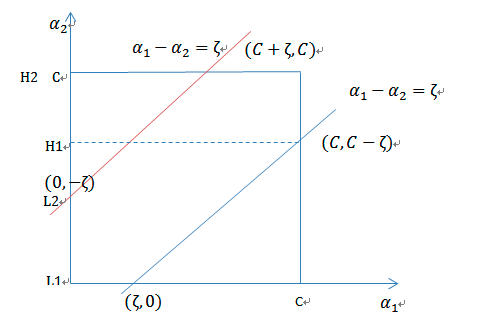 α₂
α₁ − α₂ = ζ (C + ζ, C)
H2 C
α₁ − α₂ = ζ
H1
(C, C − ζ)
(0, −ζ)
L2
L1
(ζ, 0)
C
α₁